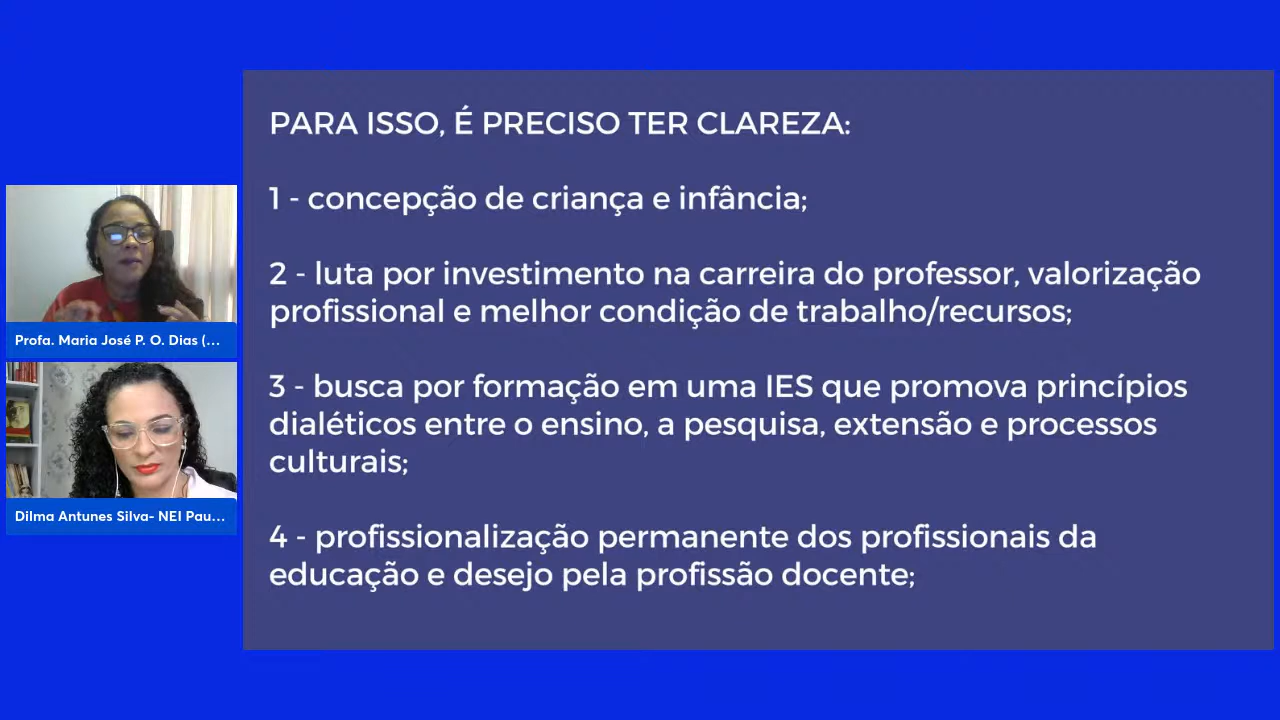 PARA ISSO, É PRECISO TER CLAREZA:
1 - concepção de criança e infância;
2 - luta por investimento na carreira do professor, valorização
profissional e melhor condição de trabalho/recursos;
3 - busca por formação em uma IES que promova princípios
dialéticos entre o ensino, a pesquisa, extensão e processos
culturais;
4 - profissionalização permanente dos profissionais da
educação e desejo pela profissão docente;
Profa. Maria José P. O. Dias (...
Dilma Antunes Silva- NEI Pau...